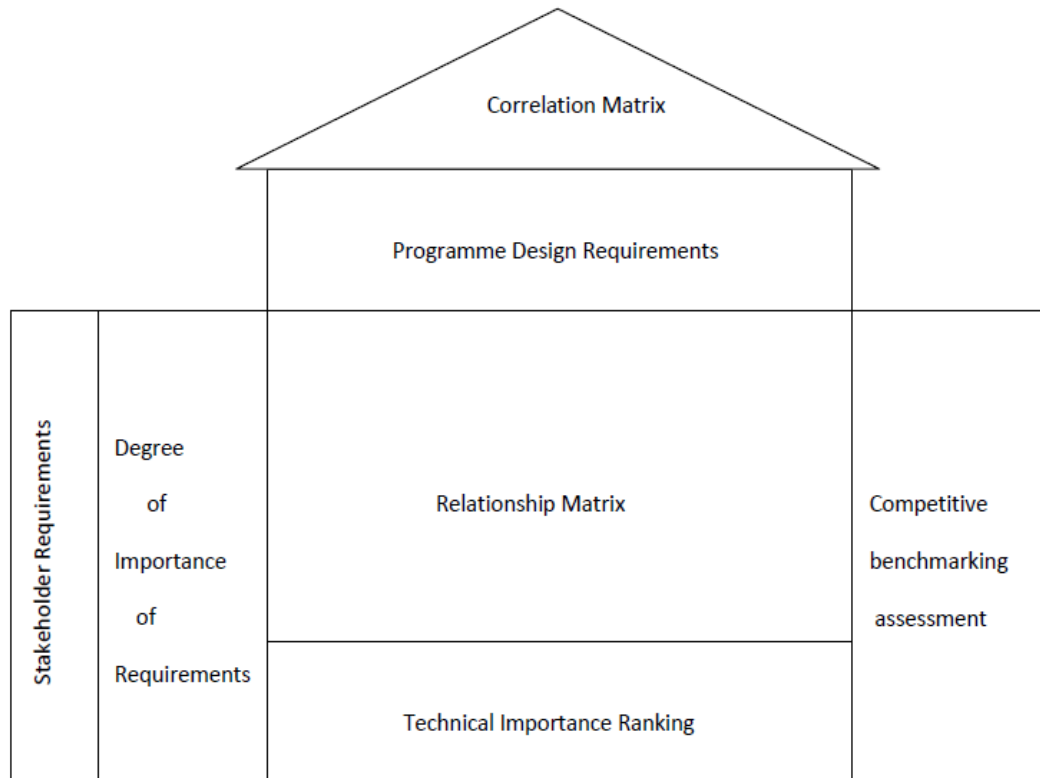 Correlation Matrix
Programme Design Requirements
Stakeholder Requirements
Degree
of
Importance
of
Requirements
Relationship Matrix
Competitive
benchmarking
assessment
Technical Importance Ranking